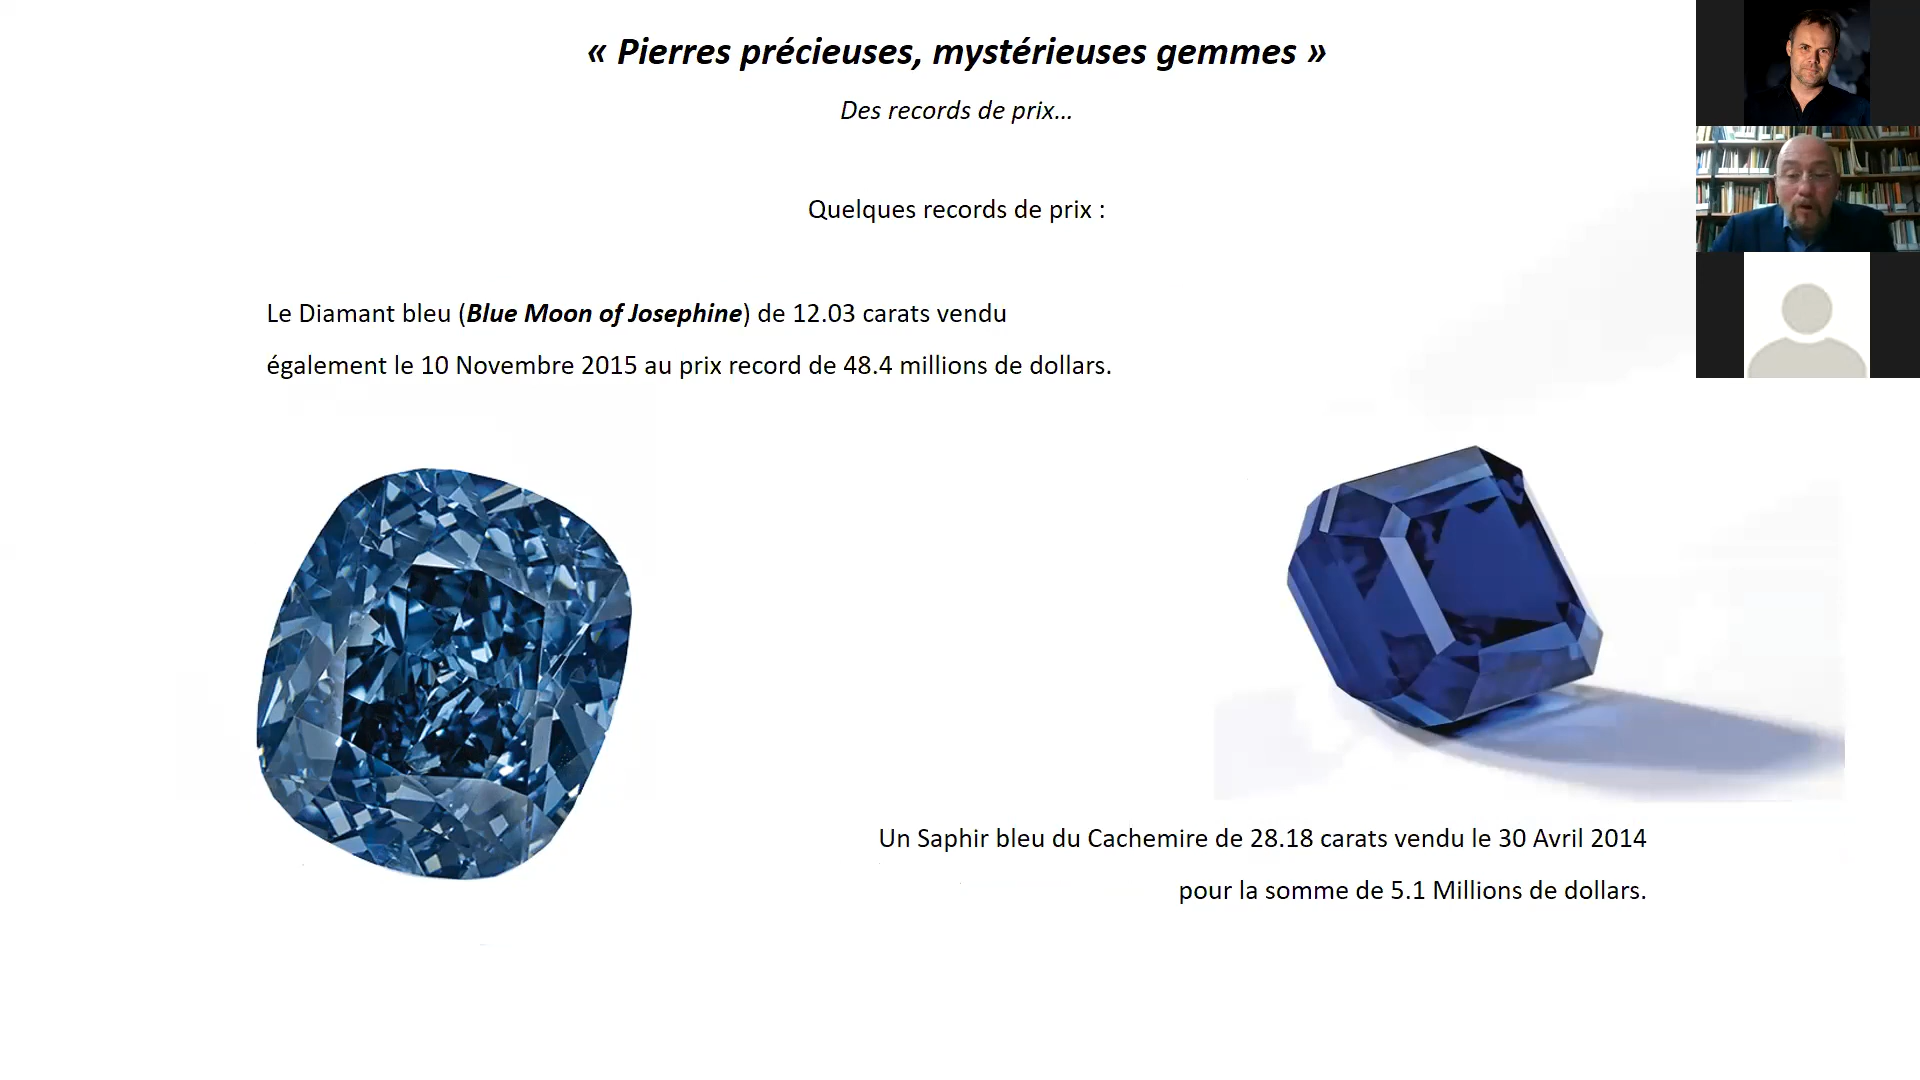 « Pierres précieuses, mystérieuses gemmes »
Des records de prix...
Quelques records de prix :
Le Diamant bleu (Blue Moon of Josephine) de 12.03 carats vendu
également le 10 Novembre 2015 au prix record de 48.4 millions de dollars.
Un Saphir bleu du Cachemire de 28.18 carats vendu le 30 Avril 2014
pour la somme de 5.1 Millions de dollars.